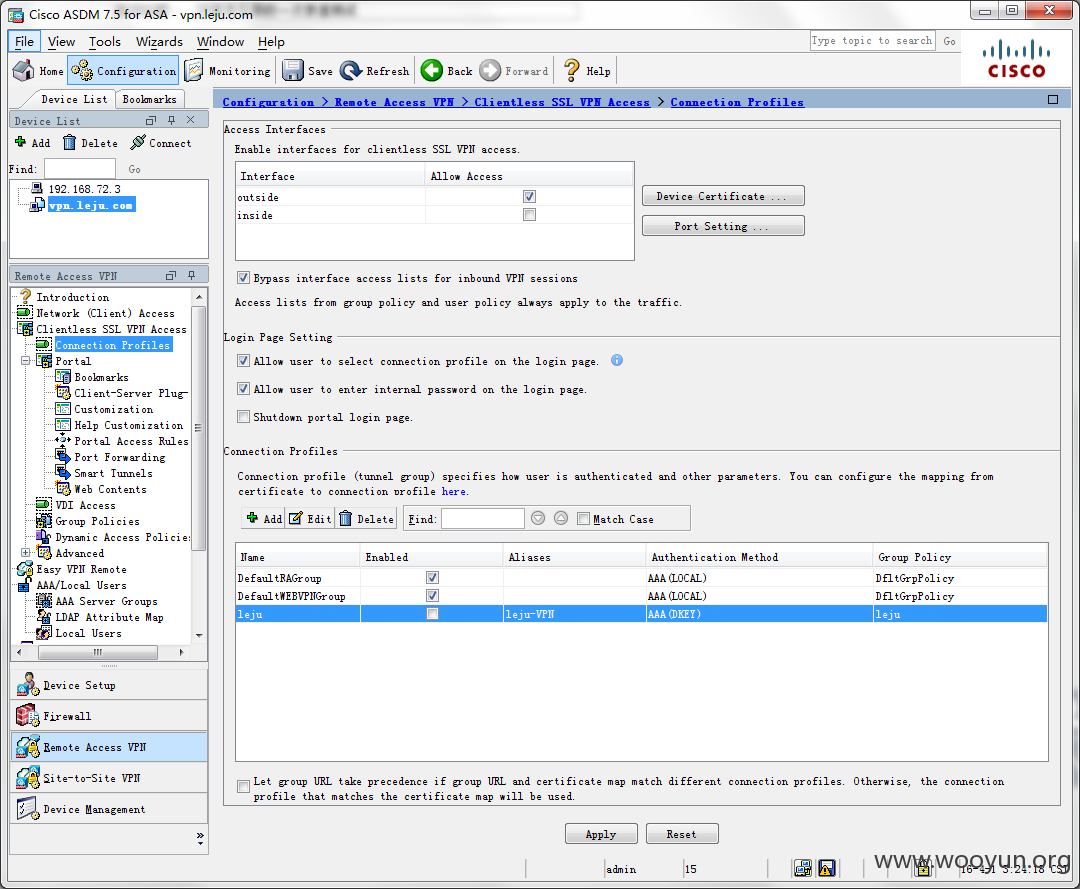 Cisco ASDM 7.5 for ASA - vpn.leju.com
File View Tools Wizards Window Help
Type topic to search Go
Home Configuration Monitoring Save Refresh Back Forward Help
CISCO
Device List Bookmarks
Configuration > Remote Access VPN > Clientless SSL VPN Access > Connection Profiles
Device List
Add Delete Connect
Find: Go
192.168.72.3
vpn.leju.com
Remote Access VPN
Introduction
Network (Client) Access
Clientless SSL VPN Access
Connection Profiles
Portal
Bookmarks
Client-Server Plug-
Customization
Help Customization
Portal Access Rules
Port Forwarding
Smart Tunnels
Web Contents
VDI Access
Group Policies
Dynamic Access Policie
Advanced
Easy VPN Remote
AAA/Local Users
AAA Server Groups
LDAP Attribute Map
Local Users
Device Setup
Firewall
Remote Access VPN
Site-to-Site VPN
Device Management
Access Interfaces
Enable interfaces for clientless SSL VPN access.
Interface Allow Access
outside
inside
Device Certificate ...
Port Setting ...
Bypass interface access lists for inbound VPN sessions
Access lists from group policy and user policy always apply to the traffic.
Login Page Setting
Allow user to select connection profile on the login page.
Allow user to enter internal password on the login page.
Shutdown portal login page.
Connection Profiles
Connection profile (tunnel group) specifies how user is authenticated and other parameters. You can configure the mapping from
certificate to connection profile here.
Add Edit Delete Find: Match Case
Name Enabled Aliases Authentication Method Group Policy
DefaultRAGroup AAA(LOCAL) DfltGrpPolicy
DefaultWEBVPNGroup AAA(LOCAL) DfltGrpPolicy
leju leju-VPN AAA(DKEY) leju
Let group URL take precedence if group URL and certificate map match different connection profiles. Otherwise, the connection
profile that matches the certificate map will be used.
Apply Reset
admin 15
www.wooyun.org